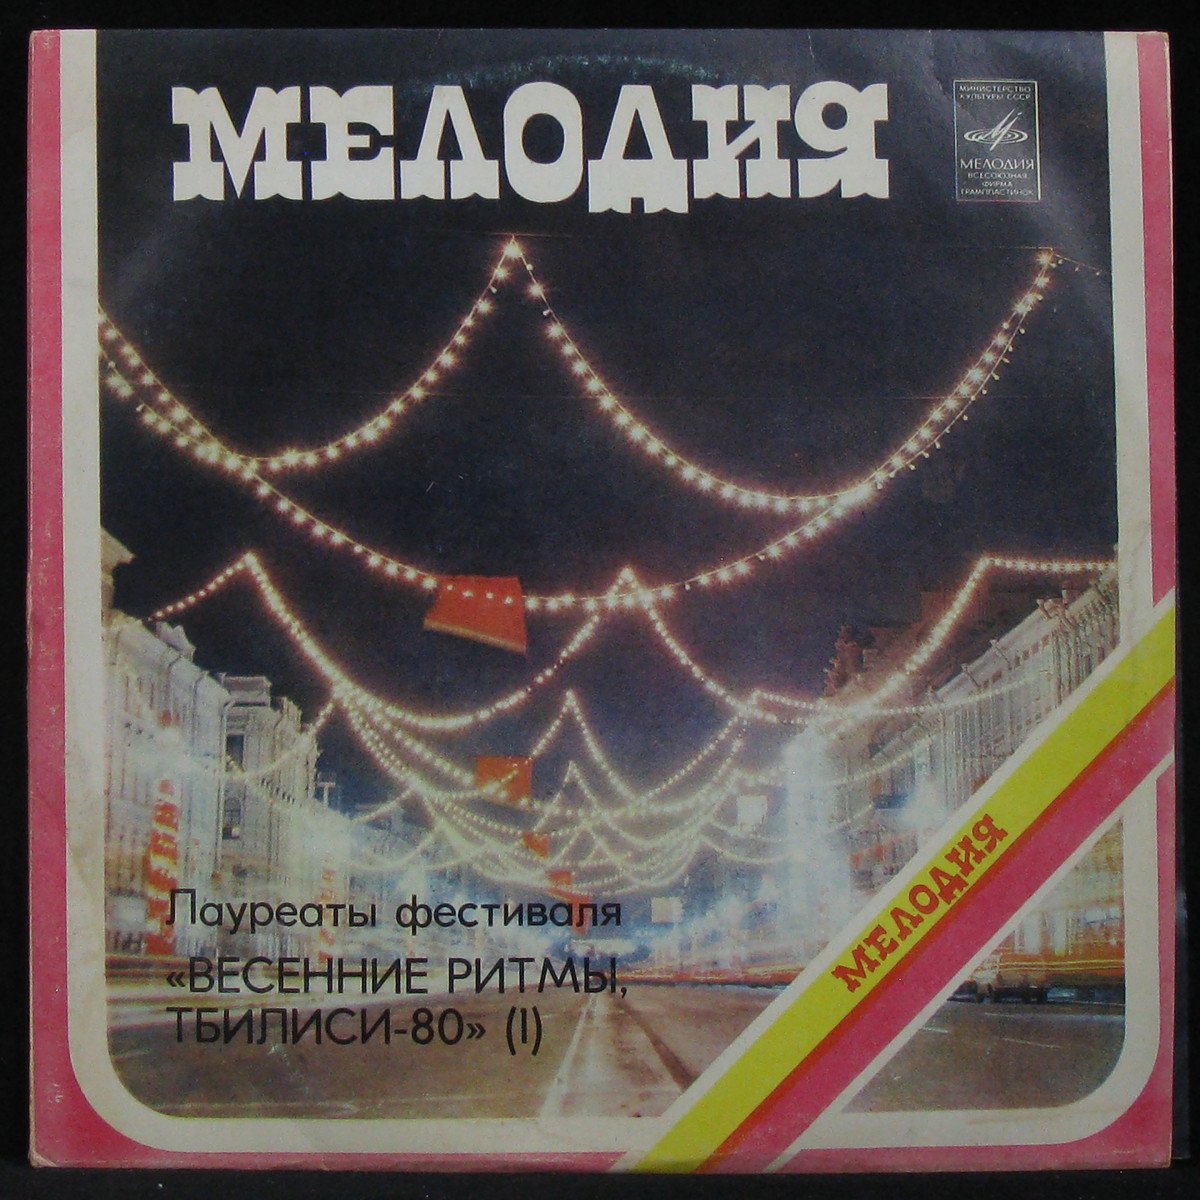 МЕЛОДИЯ
МИНИСТЕРСТВО
КУЛЬТУРЫ СССР
МЕЛОДИЯ
ВСЕСОЮЗНАЯ
ФИРМА
ГРАМПЛАСТИНОК
Лауреаты фестиваля
«ВЕСЕННИЕ РИТМЫ,
ТБИЛИСИ-80» (I)
МЕЛОДИЯ